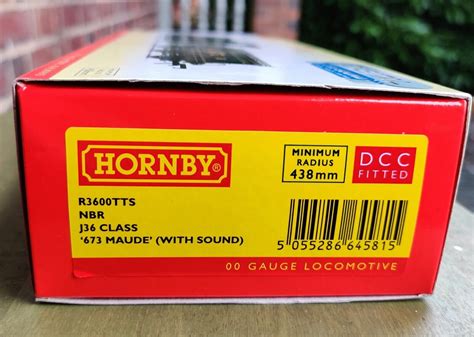 HORNBY®
MINIMUM
RADIUS
438mm
DCC
FITTED
R3600TTS
NBR
J36 CLASS
'673 MAUDE' (WITH SOUND)
5 055286 645815
00 GAUGE LOCOMOTIVE